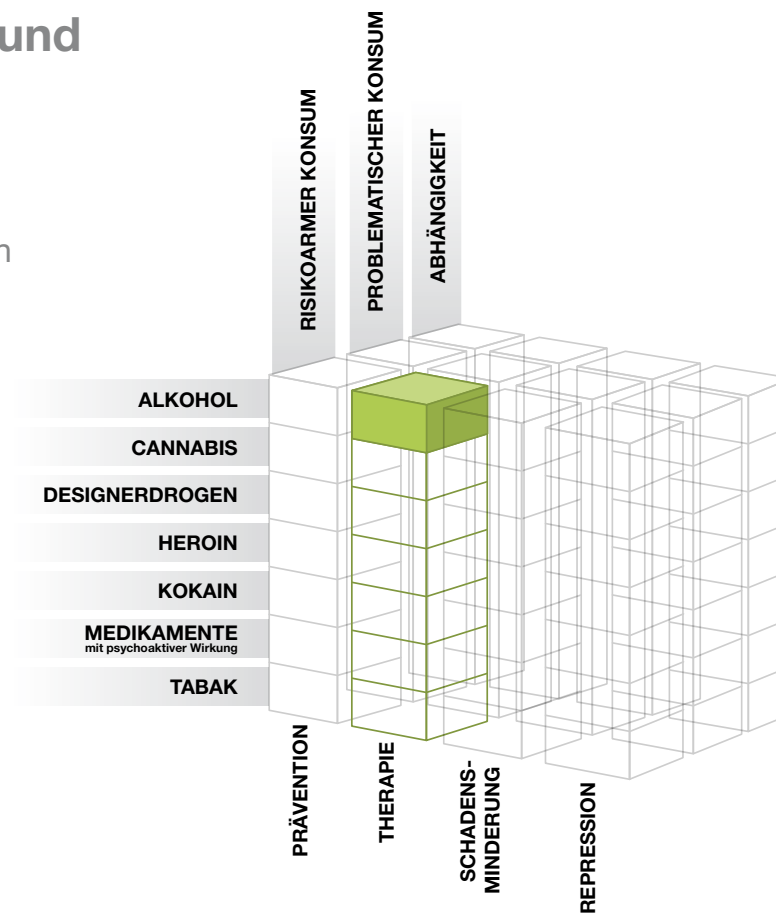 und
n
RISIKOARMER KONSUM
PROBLEMATISCHER KONSUM
ABHÄNGIGKEIT
ALKOHOL
CANNABIS
DESIGNERDROGEN
HEROIN
KOKAIN
MEDIKAMENTE
mit psychoaktiver Wirkung
TABAK
PRÄVENTION
THERAPIE
SCHADENS-
MINDERUNG
REPRESSION